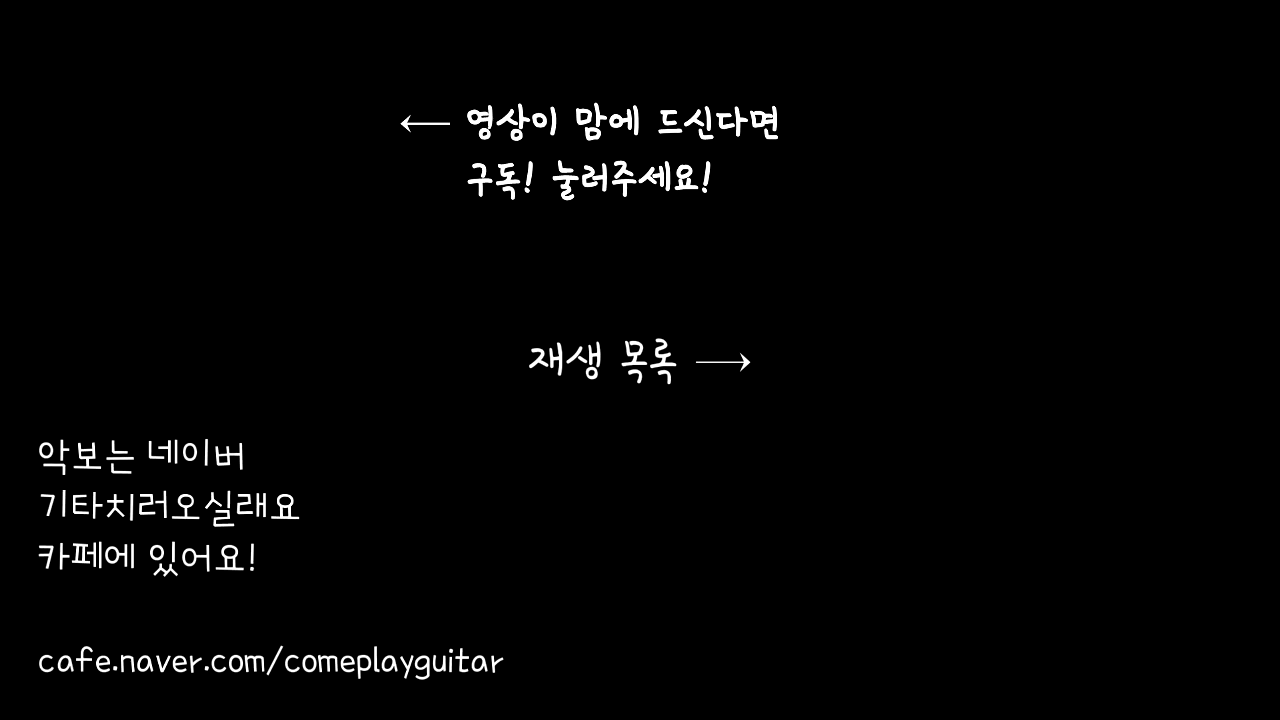 ← 영상이 맘에 드신다면
구독! 눌러주세요!
재생 목록 →
악보는 네이버
기타치러오실래요
카페에 있어요!
cafe.naver.com/comeplayguitar